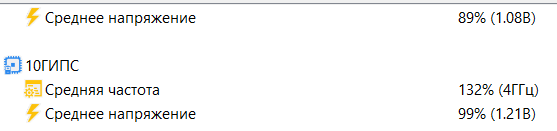 Среднее напряжение 89% (1.08В)
10ГИПС
Средняя частота 132% (4ГГц)
Среднее напряжение 99% (1.21В)